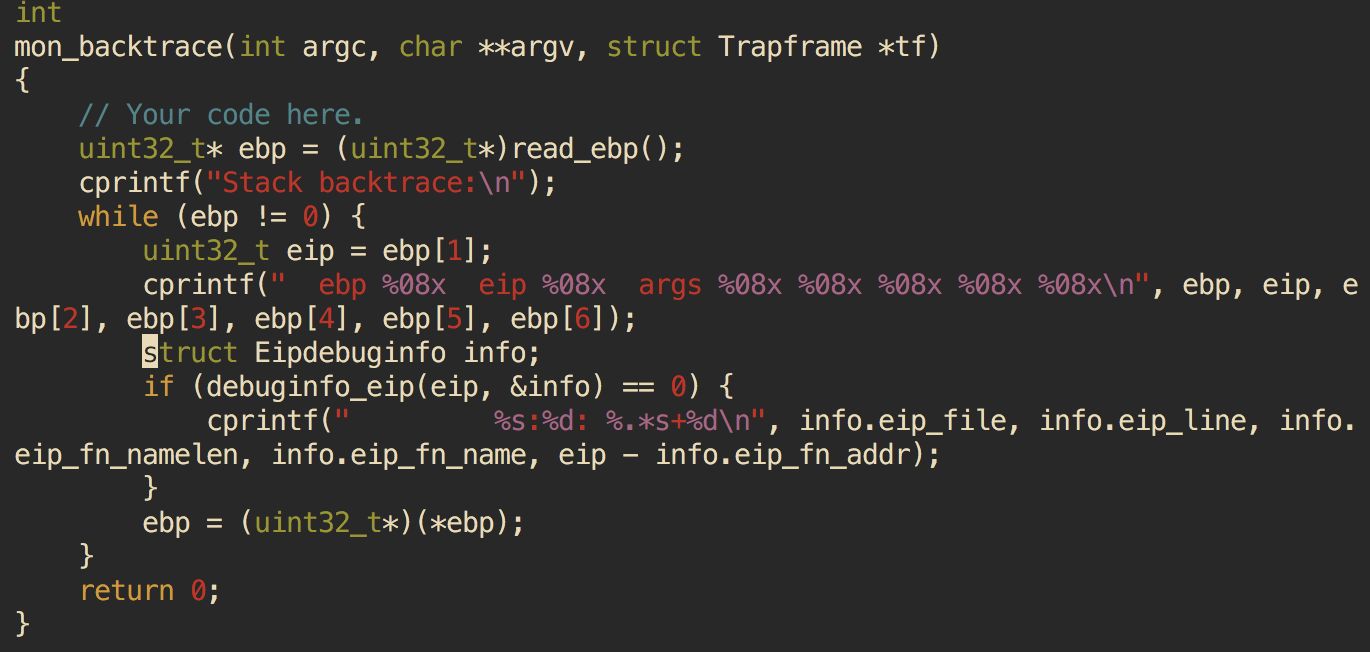 int
mon_backtrace(int argc, char **argv, struct Trapframe *tf)
{
    // Your code here.
    uint32_t* ebp = (uint32_t*)read_ebp();
    cprintf("Stack backtrace:\n");
    while (ebp != 0) {
        uint32_t eip = ebp[1];
        cprintf("  ebp %08x  eip %08x  args %08x %08x %08x %08x %08x\n", ebp, eip, e
bp[2], ebp[3], ebp[4], ebp[5], ebp[6]);
        struct Eipdebuginfo info;
        if (debuginfo_eip(eip, &info) == 0) {
            cprintf("         %s:%d: %.*s+%d\n", info.eip_file, info.eip_line, info.
eip_fn_namelen, info.eip_fn_name, eip - info.eip_fn_addr);
        }
        ebp = (uint32_t*)(*ebp);
    }
    return 0;
}